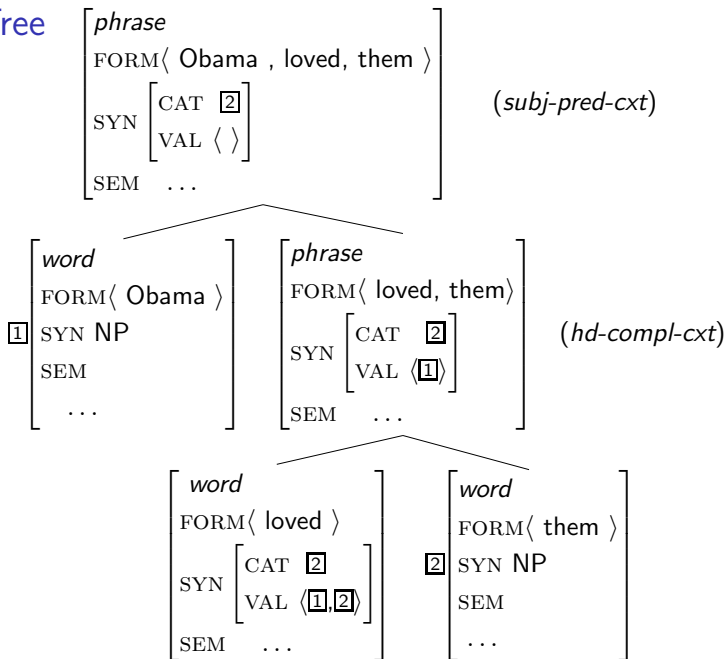 ree
phrase
FORM⟨ Obama , loved, them ⟩
SYN [CAT 2
VAL ⟨ ⟩]
(subj-pred-cxt)
SEM ...
word
FORM⟨ Obama ⟩
1 SYN NP
SEM
...
phrase
FORM⟨ loved, them⟩
SYN [CAT 2
VAL ⟨1⟩]
(hd-compl-cxt)
SEM ...
word
FORM⟨ loved ⟩
SYN [CAT 2
VAL ⟨1,2⟩]
SEM ...
word
FORM⟨ them ⟩
2 SYN NP
SEM
...